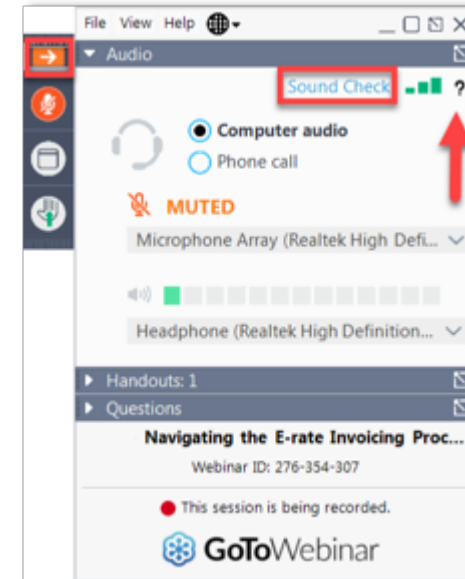 File View Help
Audio
Sound Check ?
Computer audio
Phone call
MUTED
Microphone Array (Realtek High Defi...
Headphone (Realtek High Definition...
Handouts: 1
Questions
Navigating the E-rate Invoicing Proc...
Webinar ID: 276-354-307
This session is being recorded.
GoToWebinar